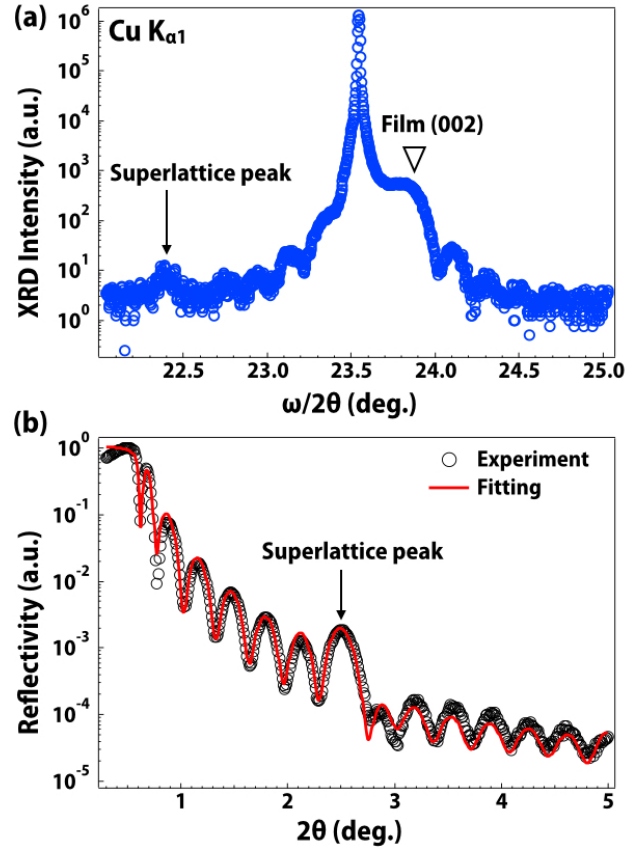 (a)
Cu Kα1
10⁶
10⁵
10⁴
10³
10²
10¹
10⁰
XRD Intensity (a.u.)
Superlattice peak
Film (002)
22.5 23.0 23.5 24.0 24.5 25.0
ω/2θ (deg.)
(b)
10⁰
10⁻¹
10⁻²
10⁻³
10⁻⁴
10⁻⁵
Reflectivity (a.u.)
Experiment
Fitting
Superlattice peak
1 2 3 4 5
2θ (deg.)